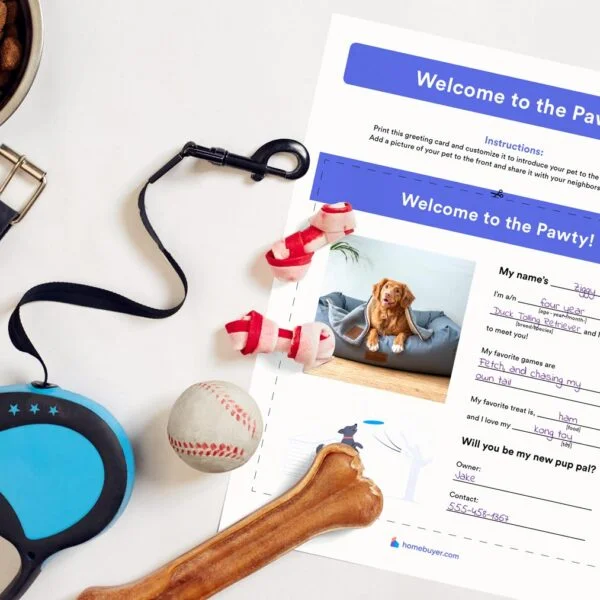 Welcome to the Paw
Instructions:
Print this greeting card and customize it to introduce your pet to the
Add a picture of your pet to the front and share it with your neighbors
Welcome to the Pawty!
My name's Ziggy
I'm a/n four year
(age - year/month)
Duck Tolling Retriever and I
(breed/species)
to meet you!
My favorite games are
Fetch and chasing my
own tail
My favorite treat is, ham
(food)
and I love my kong toy
(toy)
Will you be my new pup pal?
Owner:
Jake
Contact:
555-458-1367
homebuyer.com